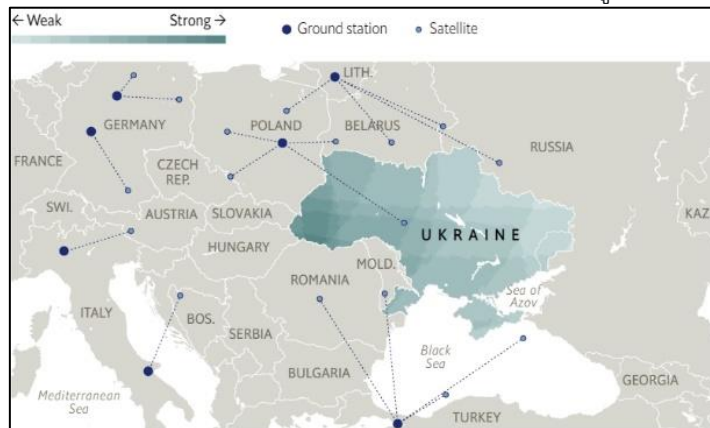 ← Weak Strong → Ground station Satellite
LITH.
GERMANY POLAND BELARUS RUSSIA
FRANCE CZECH REP.
SWI. AUSTRIA SLOVAKIA UKRAINE KAZ
HUNGARY MOLD.
ROMANIA Sea of Azov
ITALY BOS.
SERBIA
Black Sea
BULGARIA GEORGIA
Mediterranean Sea
TURKEY